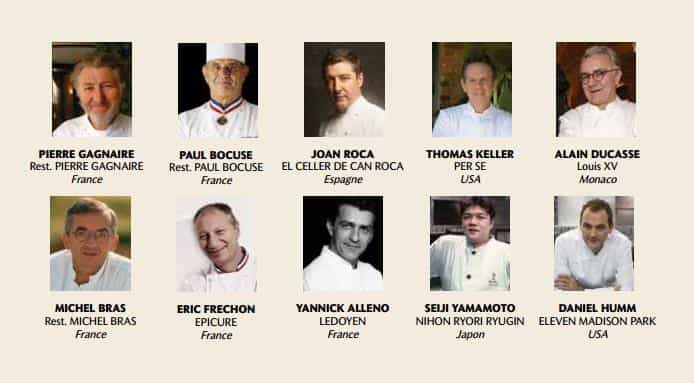 PIERRE GAGNAIRE
Rest. PIERRE GAGNAIRE
France
PAUL BOCUSE
Rest. PAUL BOCUSE
France
JOAN ROCA
EL CELLER DE CAN ROCA
Espagne
THOMAS KELLER
PER SE
USA
ALAIN DUCASSE
Louis XV
Monaco
MICHEL BRAS
Rest. MICHEL BRAS
France
ERIC FRECHON
EPICURE
France
YANNICK ALLENO
LEDOYEN
France
SEIJI YAMAMOTO
NIHON RYORI RYUGIN
Japon
DANIEL HUMM
ELEVEN MADISON PARK
USA